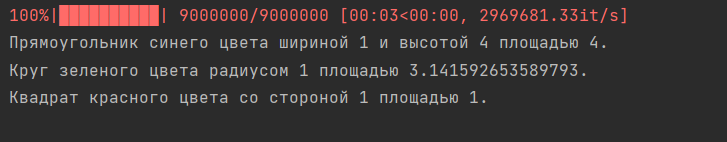 100%|██████████| 9000000/9000000 [00:03<00:00, 2969681.33it/s]
Прямоугольник синего цвета шириной 1 и высотой 4 площадью 4.
Круг зеленого цвета радиусом 1 площадью 3.141592653589793.
Квадрат красного цвета со стороной 1 площадью 1.